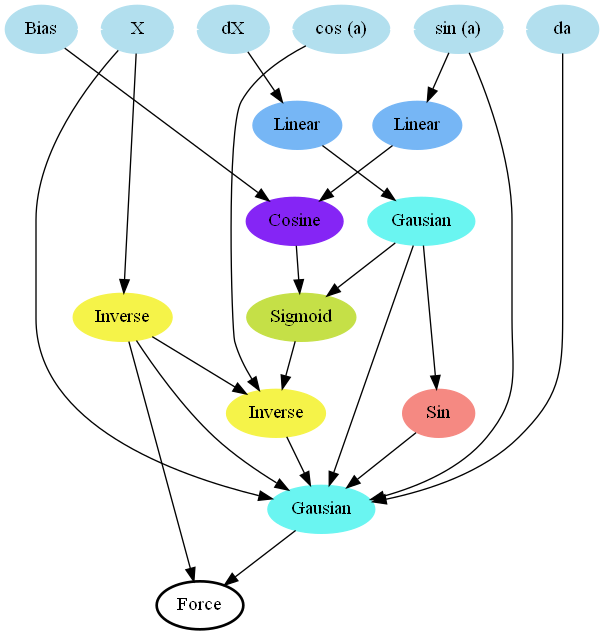 Bias X dX cos (a) sin (a) da
Linear Linear
Cosine Gausian
Inverse Sigmoid
Inverse Sin
Gausian
Force